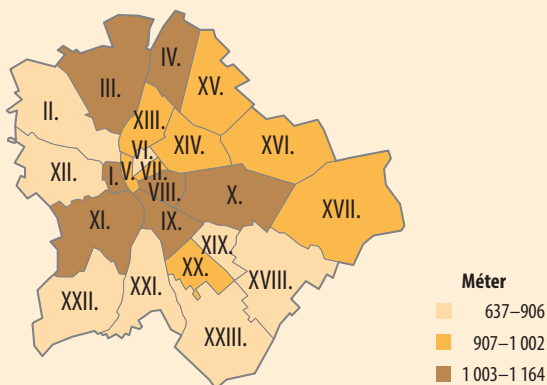 IV.
III.
XV.
II.
XIII.
XIV.
XVI.
VI.
XII.
I.
V.
VII.
VIII.
X.
XVII.
XI.
IX.
XIX.
XX.
XVIII.
XXI.
XXII.
XXIII.
Méter
637–906
907–1 002
1 003–1 164